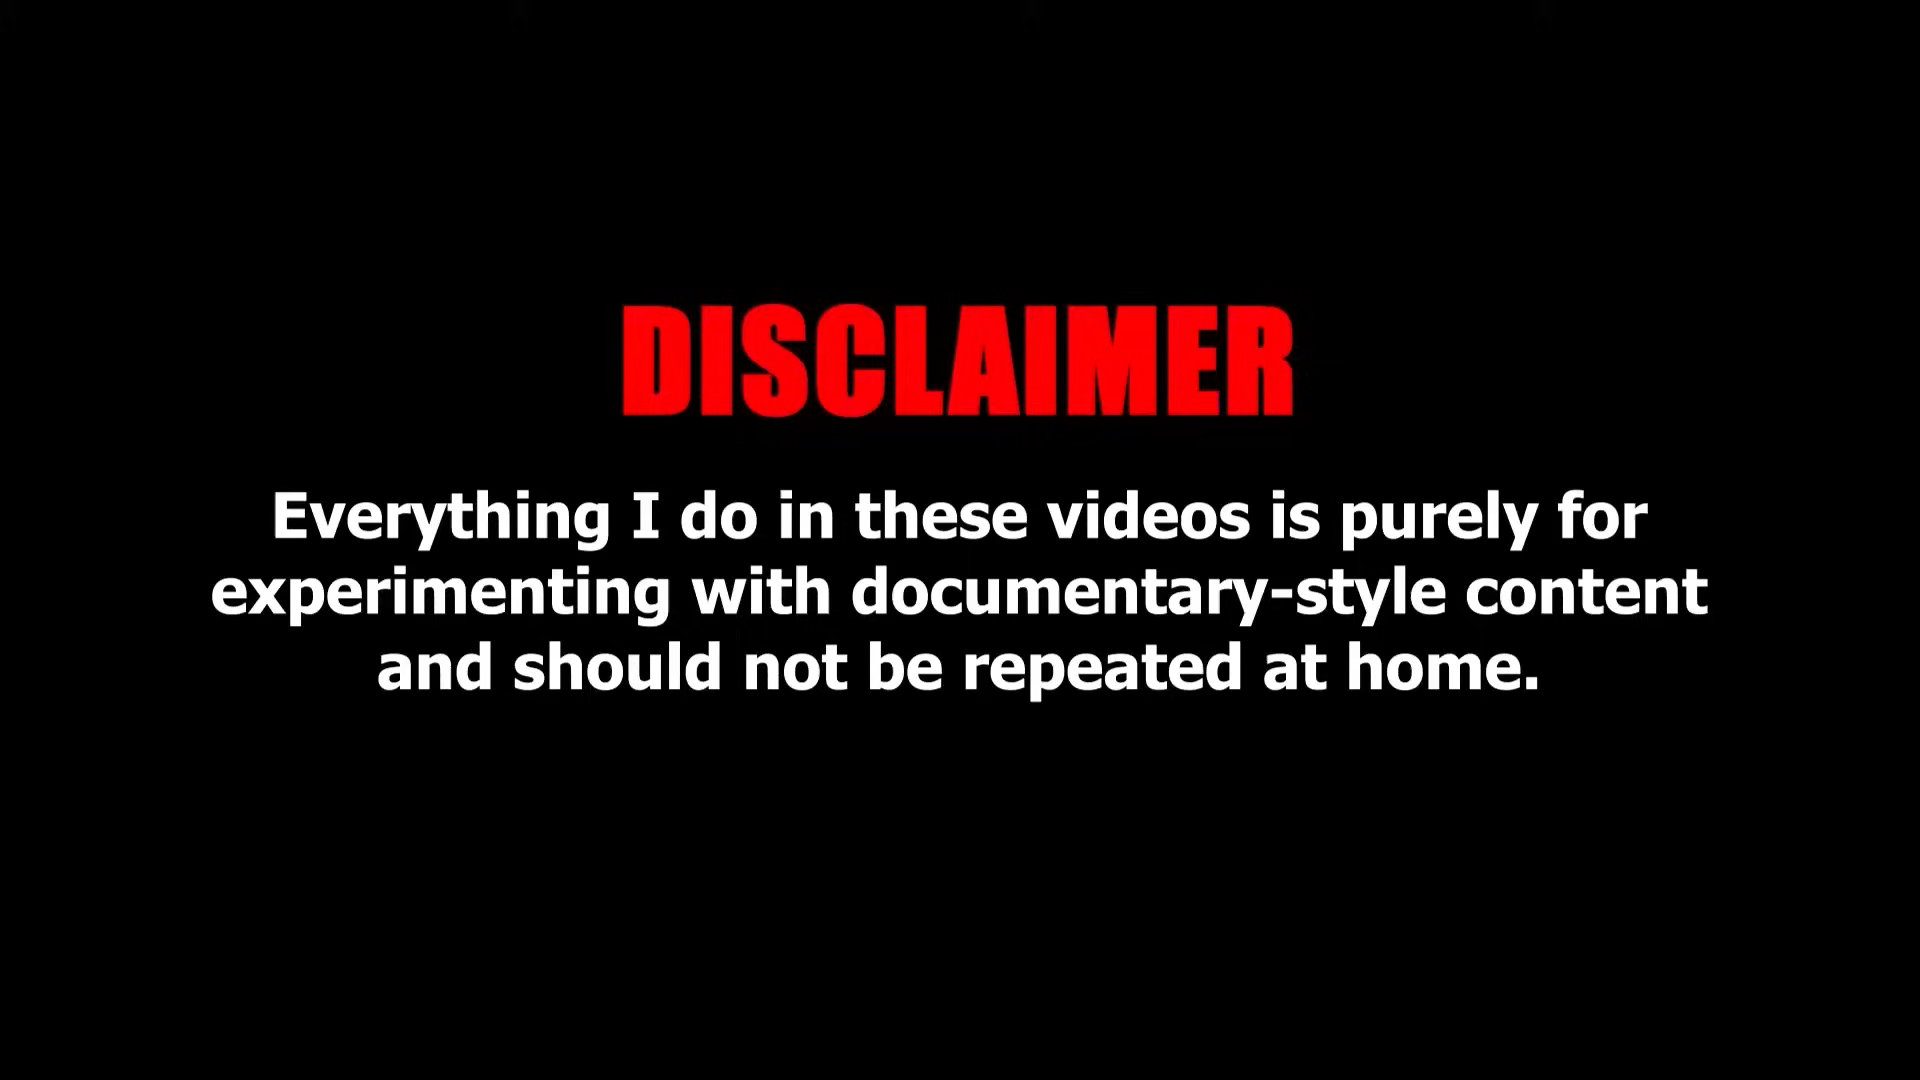 DISCLAIMER
Everything I do in these videos is purely for
experimenting with documentary-style content
and should not be repeated at home.